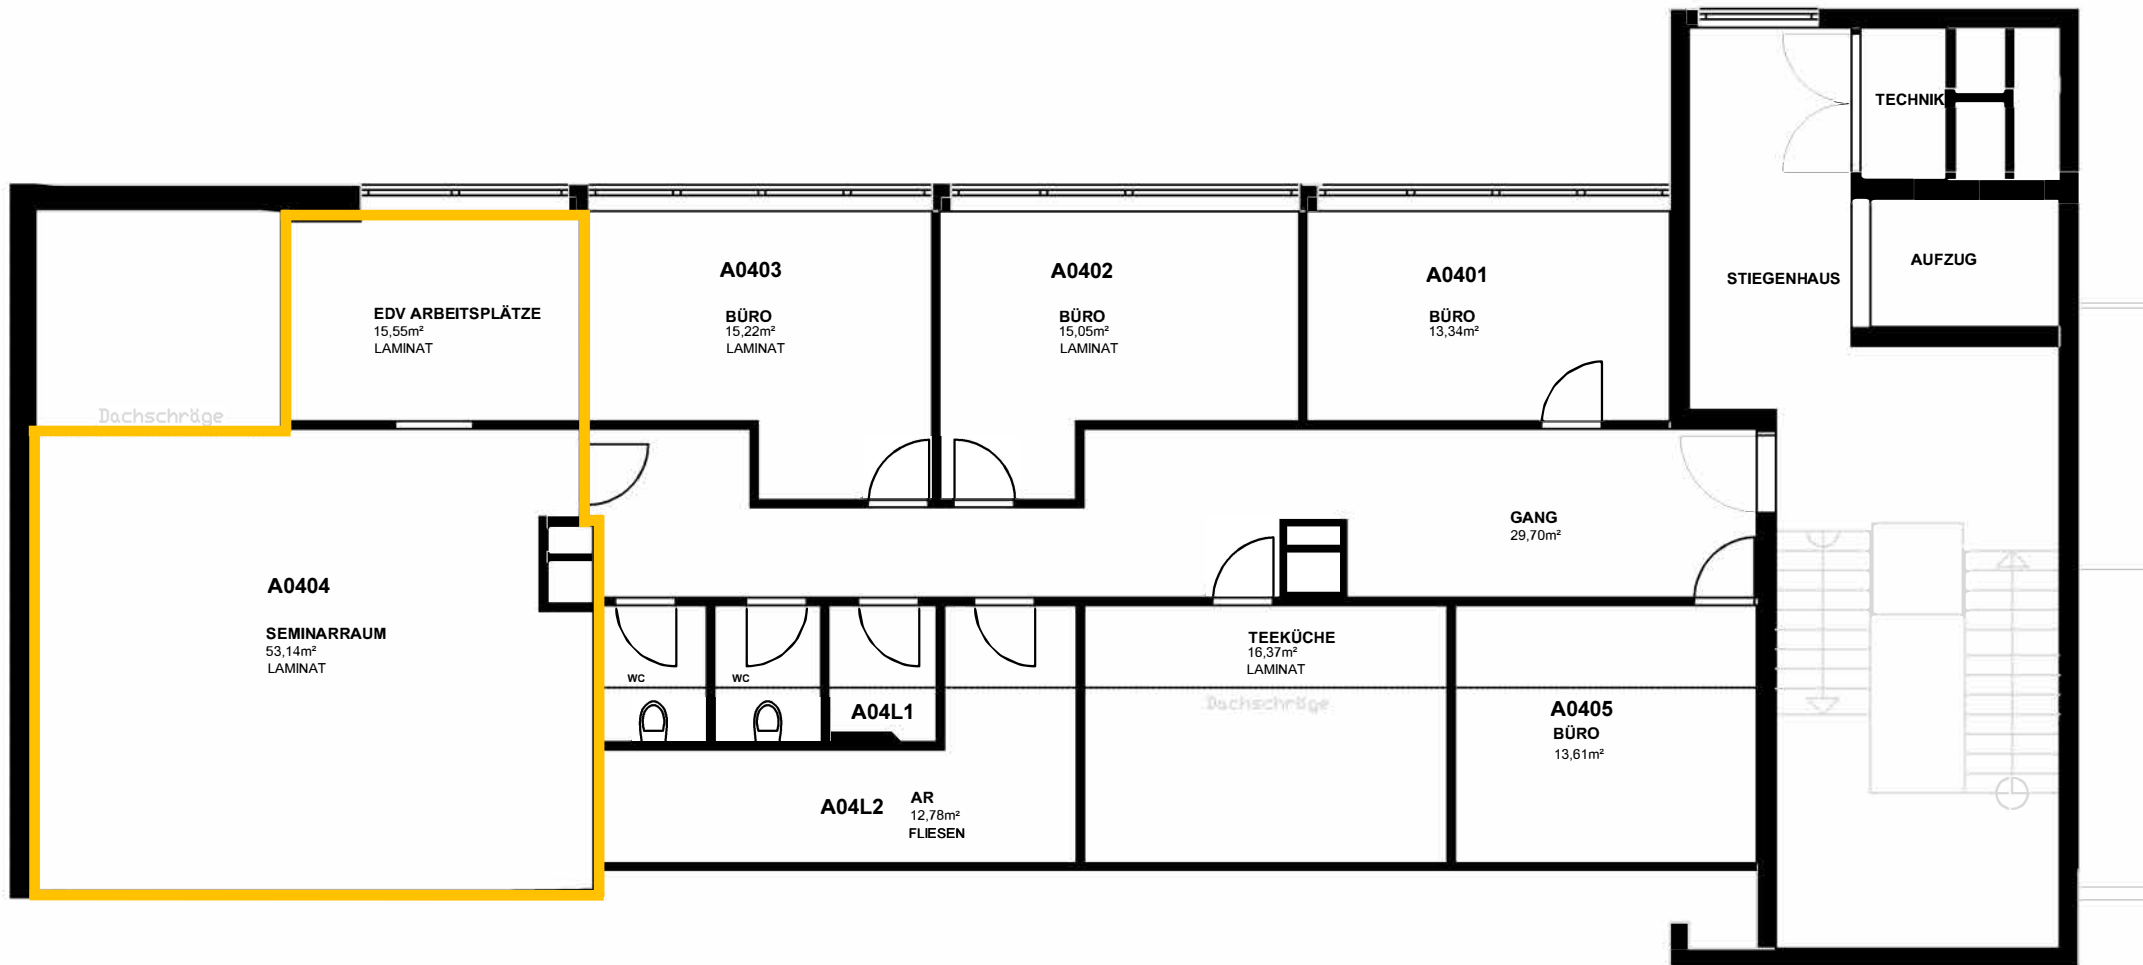 TECHNIK
AUFZUG
STIEGENHAUS
A0403
BÜRO
15,22m²
LAMINAT
A0402
BÜRO
15,05m²
LAMINAT
A0401
BÜRO
13,34m²
EDV ARBEITSPLÄTZE
15,55m²
LAMINAT
Dachschräge
GANG
29,70m²
A0404
SEMINARRAUM
53,14m²
LAMINAT
WC
WC
A04L1
TEEKÜCHE
16,37m²
LAMINAT
Dachschräge
A0405
BÜRO
13,61m²
A04L2
AR
12,78m²
FLIESEN